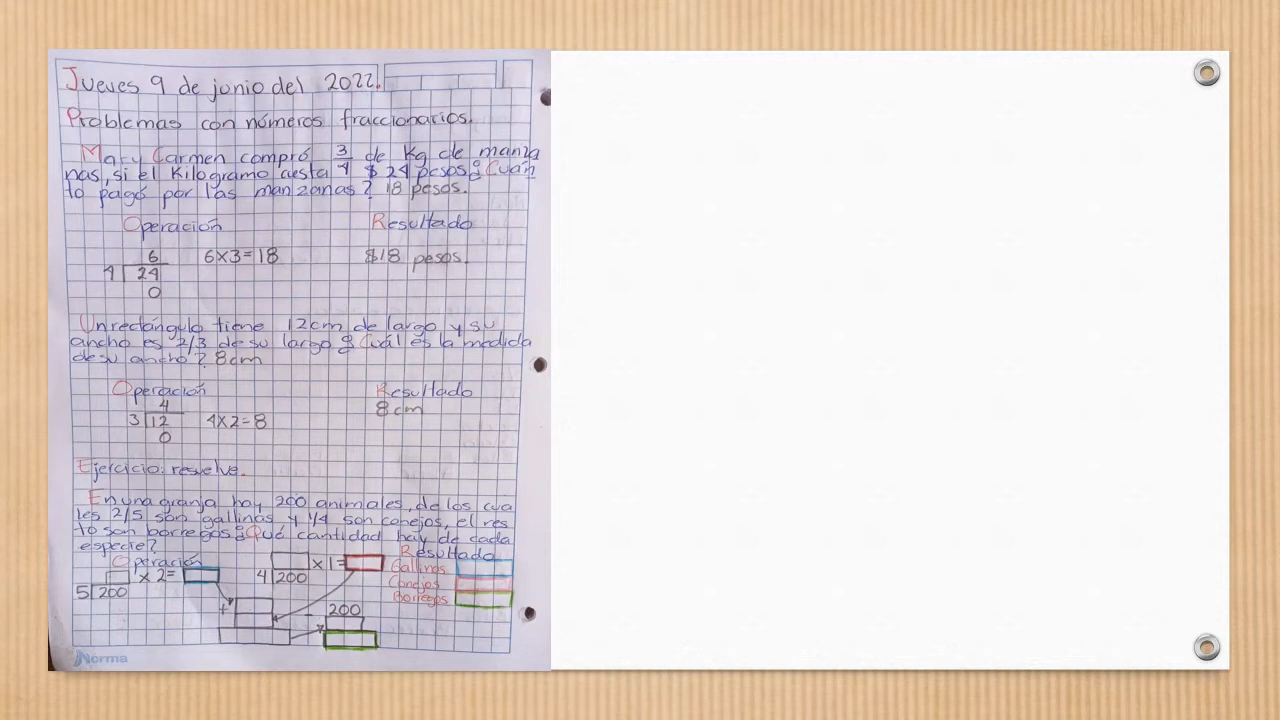 Jueves 9 de junio del 2022.
Problemas con números fraccionarios.
Mary Carmen compró 3/4 de Kg de manza
nas, si el Kilogramo cuesta $24 pesos ¿Cuán
to pagó por las manzanas? 18 pesos.
Operación Resultado
6
4 24 6x3=18 $18 pesos.
0
Un rectángulo tiene 12cm de largo y su
ancho es 2/3 de su largo ¿Cuál es la medida
de su ancho? 8cm
Operación Resultado
4 8 cm
3 12 4x2=8
0
Ejercicio: resuelve.
En una granja hay 200 animales, de los cua
les 2/5 son gallinas y 1/4 son conejos, el res
to son borregos ¿Qué cantidad hay de cada
especie?
Operación Resultado
x 1=
x 2= 4 200 Gallinas
5 200 Conejos
Borregos
+ - 200
Norma